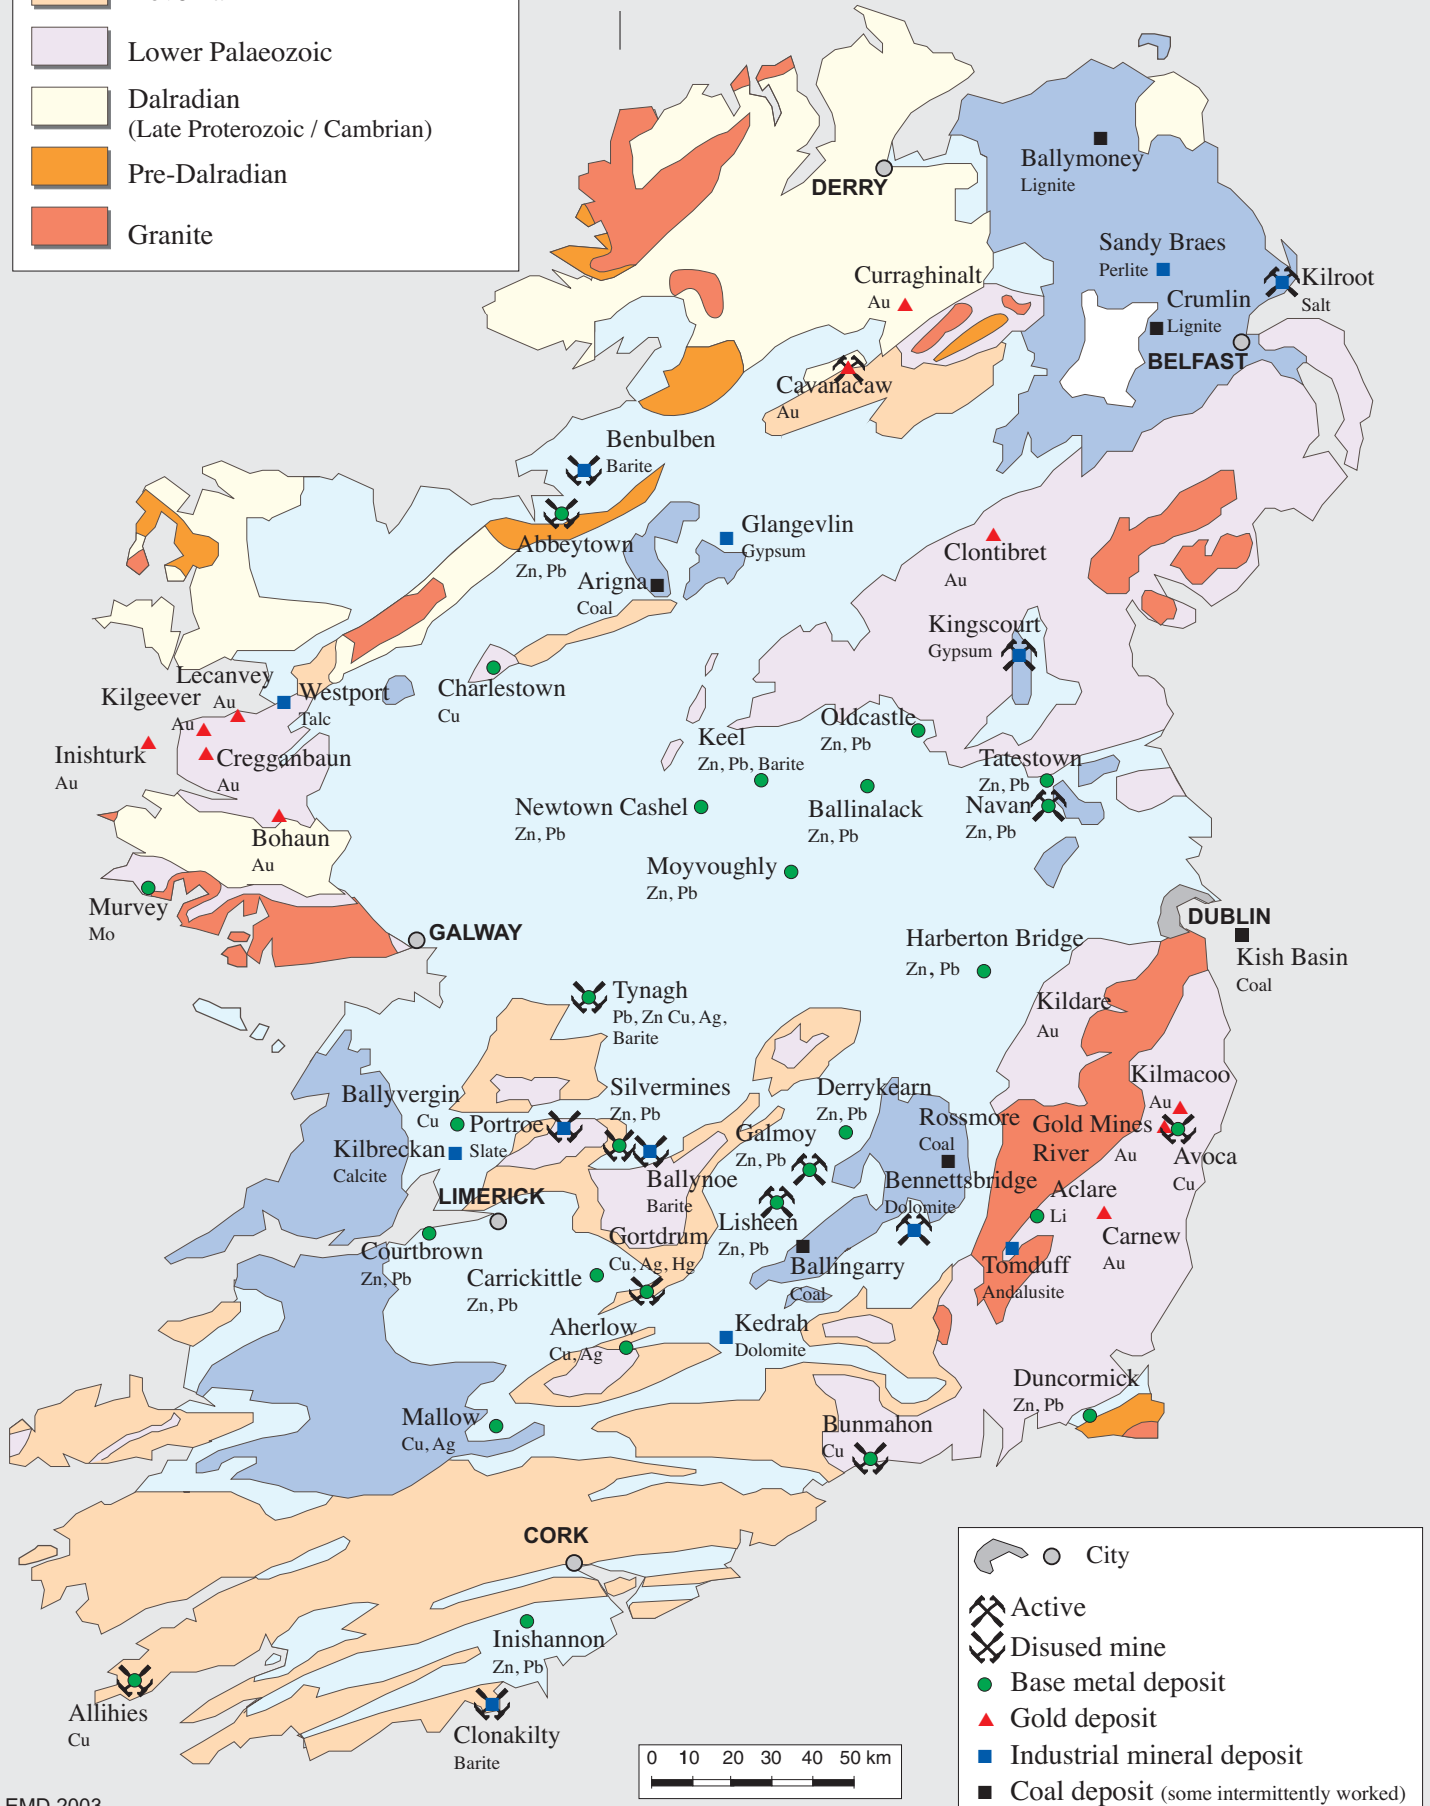 Lower Palaeozoic
Dalradian
(Late Proterozoic / Cambrian)
Pre-Dalradian
Granite
Ballymoney
Lignite
DERRY
Sandy Braes
Perlite
Curraghinalt
Au
Kilroot
Salt
Crumlin
Lignite
BELFAST
Cavanacaw
Au
Benbulben
Barite
Glangevlin
Gypsum
Abbeytown
Zn, Pb
Clontibret
Au
Arigna
Coal
Kingscourt
Gypsum
Lecanvey
Au
Kilgeever
Au
Westport
Talc
Charlestown
Cu
Oldcastle
Zn, Pb
Keel
Zn, Pb, Barite
Inishturk
Au
Cregganbaun
Au
Tatestown
Zn, Pb
Newtown Cashel
Zn, Pb
Ballinalack
Zn, Pb
Navan
Zn, Pb
Bohaun
Au
Moyvoughly
Zn, Pb
Murvey
Mo
GALWAY
DUBLIN
Harberton Bridge
Zn, Pb
Kish Basin
Coal
Tynagh
Pb, Zn Cu, Ag,
Barite
Kildare
Au
Kilmacoo
Au
Ballyvergin
Cu
Silvermines
Zn, Pb
Derrykearn
Zn, Pb
Portroe
Slate
Rossmore
Coal
Gold Mines
River
Au
Galmoy
Zn, Pb
Kilbreckan
Calcite
Avoca
Cu
Ballynoe
Barite
Bennettsbridge
Dolomite
Aclare
Li
LIMERICK
Lisheen
Zn, Pb
Gortdrum
Cu, Ag, Hg
Carnew
Au
Courtbrown
Zn, Pb
Ballingarry
Coal
Tomduff
Andalusite
Carrickittle
Zn, Pb
Kedrah
Dolomite
Aherlow
Cu, Ag
Duncormick
Zn, Pb
Mallow
Cu, Ag
Bunmahon
Cu
CORK
Inishannon
Zn, Pb
Allihies
Cu
Clonakilty
Barite
City
Active
Disused mine
Base metal deposit
Gold deposit
Industrial mineral deposit
Coal deposit (some intermittently worked)
0 10 20 30 40 50 km
EMD 2003